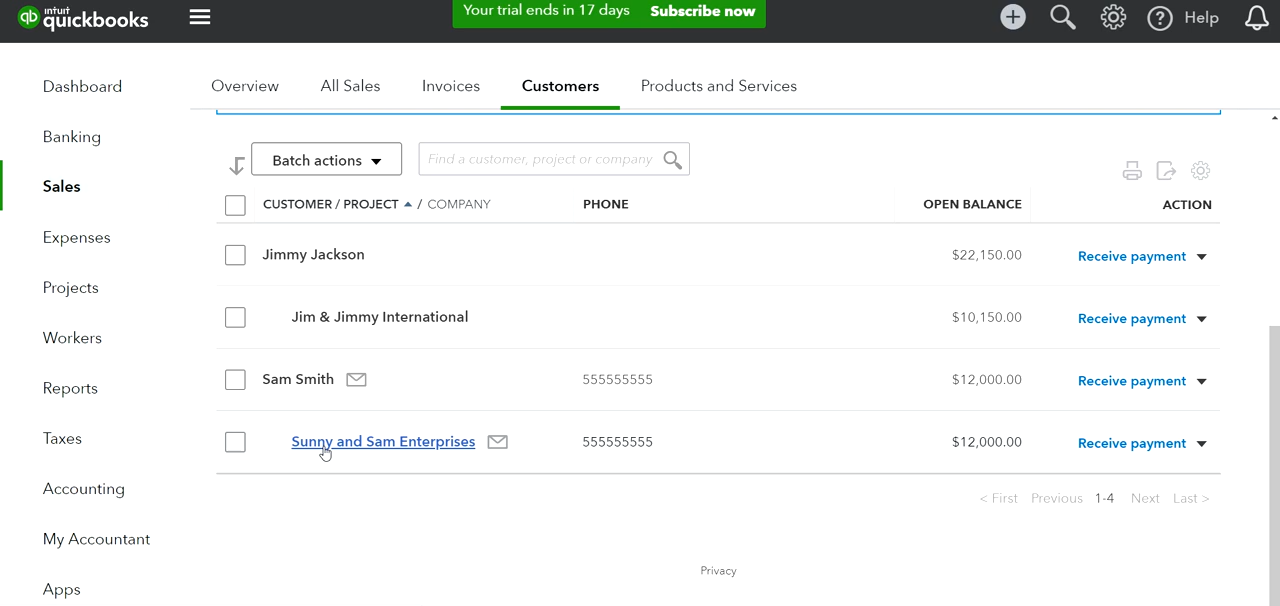 intuit
quickbooks
Your trial ends in 17 days Subscribe now
Help
Dashboard
Banking
Sales
Expenses
Projects
Workers
Reports
Taxes
Accounting
My Accountant
Apps
Overview All Sales Invoices Customers Products and Services
Batch actions Find a customer, project or company
CUSTOMER / PROJECT / COMPANY PHONE OPEN BALANCE ACTION
Jimmy Jackson $22,150.00 Receive payment
Jim & Jimmy International $10,150.00 Receive payment
Sam Smith 555555555 $12,000.00 Receive payment
Sunny and Sam Enterprises 555555555 $12,000.00 Receive payment
< First Previous 1-4 Next Last >
Privacy